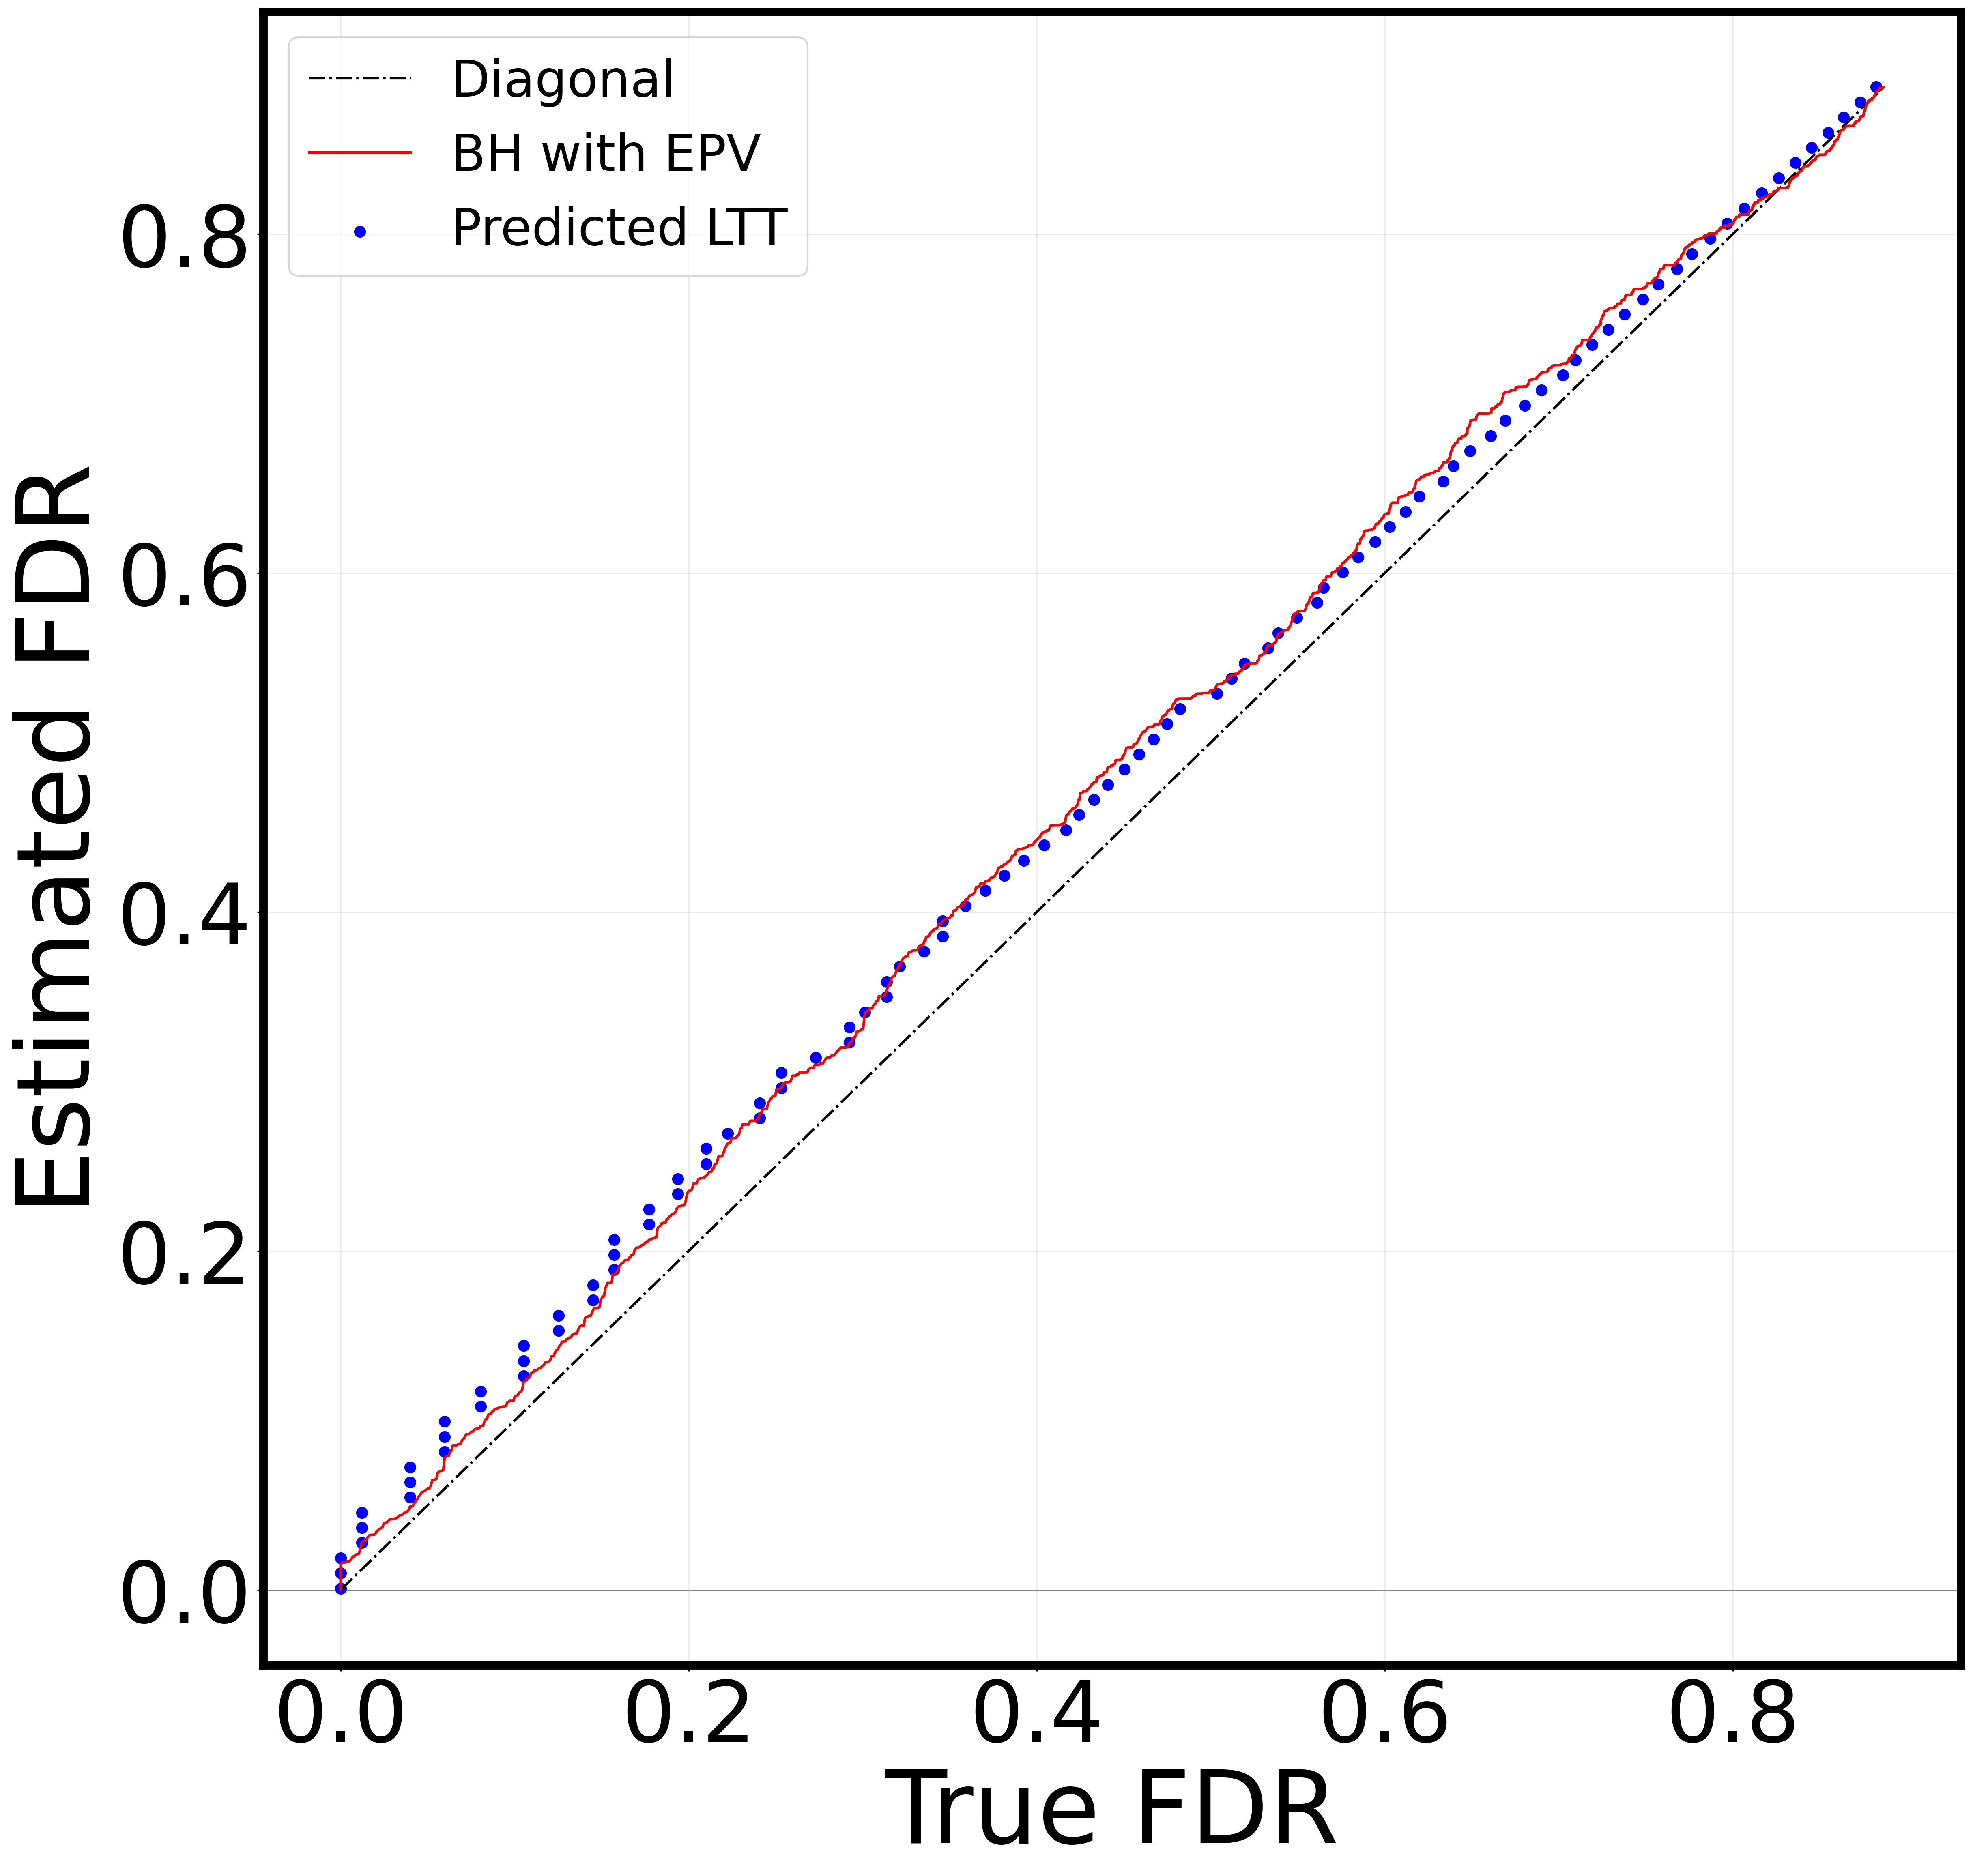 Diagonal
BH with EPV
Predicted LTT
Estimated FDR
0.8
0.6
0.4
0.2
0.0
0.0 0.2 0.4 0.6 0.8
True FDR